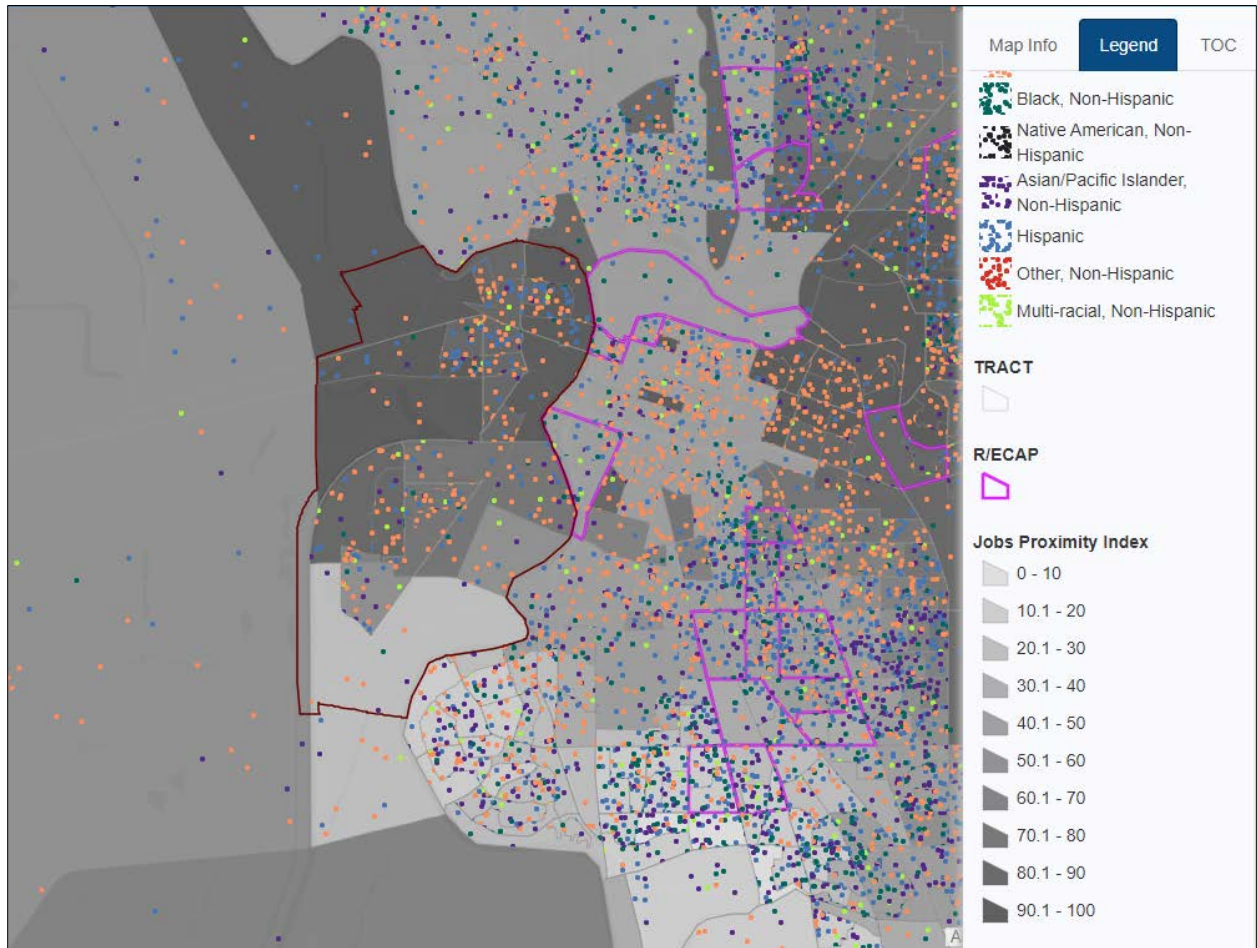 Map Info Legend TOC
Black, Non-Hispanic
Native American, Non-
Hispanic
Asian/Pacific Islander,
Non-Hispanic
Hispanic
Other, Non-Hispanic
Multi-racial, Non-Hispanic
TRACT
R/ECAP
Jobs Proximity Index
0 - 10
10.1 - 20
20.1 - 30
30.1 - 40
40.1 - 50
50.1 - 60
60.1 - 70
70.1 - 80
80.1 - 90
90.1 - 100
A